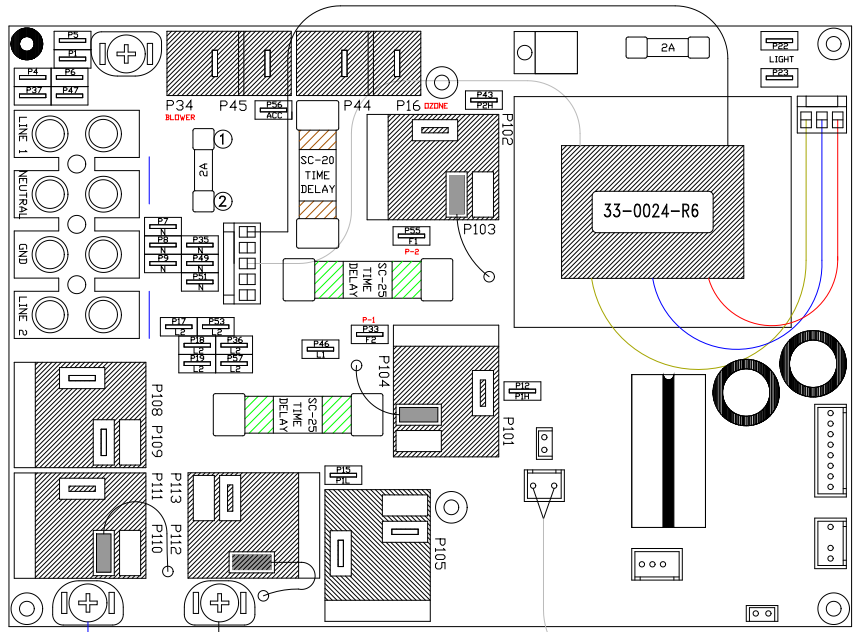 P5
P1
P4
P6
P37
P47
P34
P45
P44
P16
OZONE
BLOWER
P56
ACC
P43
P2H
2A
P22
LIGHT
P23
LINE 1
NEUTRAL
GND
LINE 2
2A
1
2
SC-20
TIME
DELAY
P102
P103
33-0024-R6
P7
N
P8
N
P35
N
P9
N
P49
N
P51
N
P55
F1
P-2
SC-25
TIME
DELAY
P17
L2
P53
L2
P18
L2
P36
L2
P19
L2
P57
L2
P46
L1
P-1
P33
F2
P104
P101
P12
P1H
SC-25
TIME
DELAY
P108
P109
P111
P110
P113
P112
P15
P1L
P105